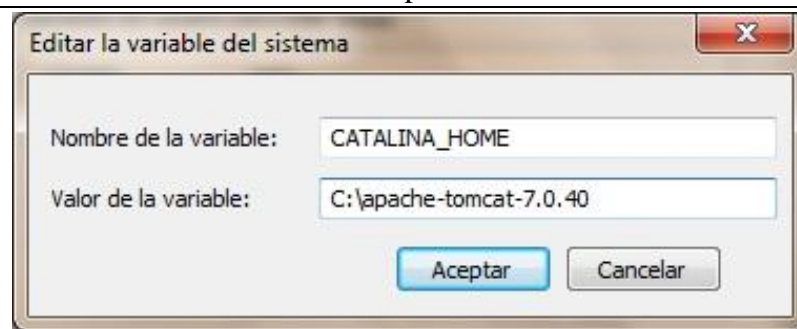 Editar la variable del sistema
Nombre de la variable: CATALINA_HOME
Valor de la variable: C:\apache-tomcat-7.0.40
Aceptar Cancelar